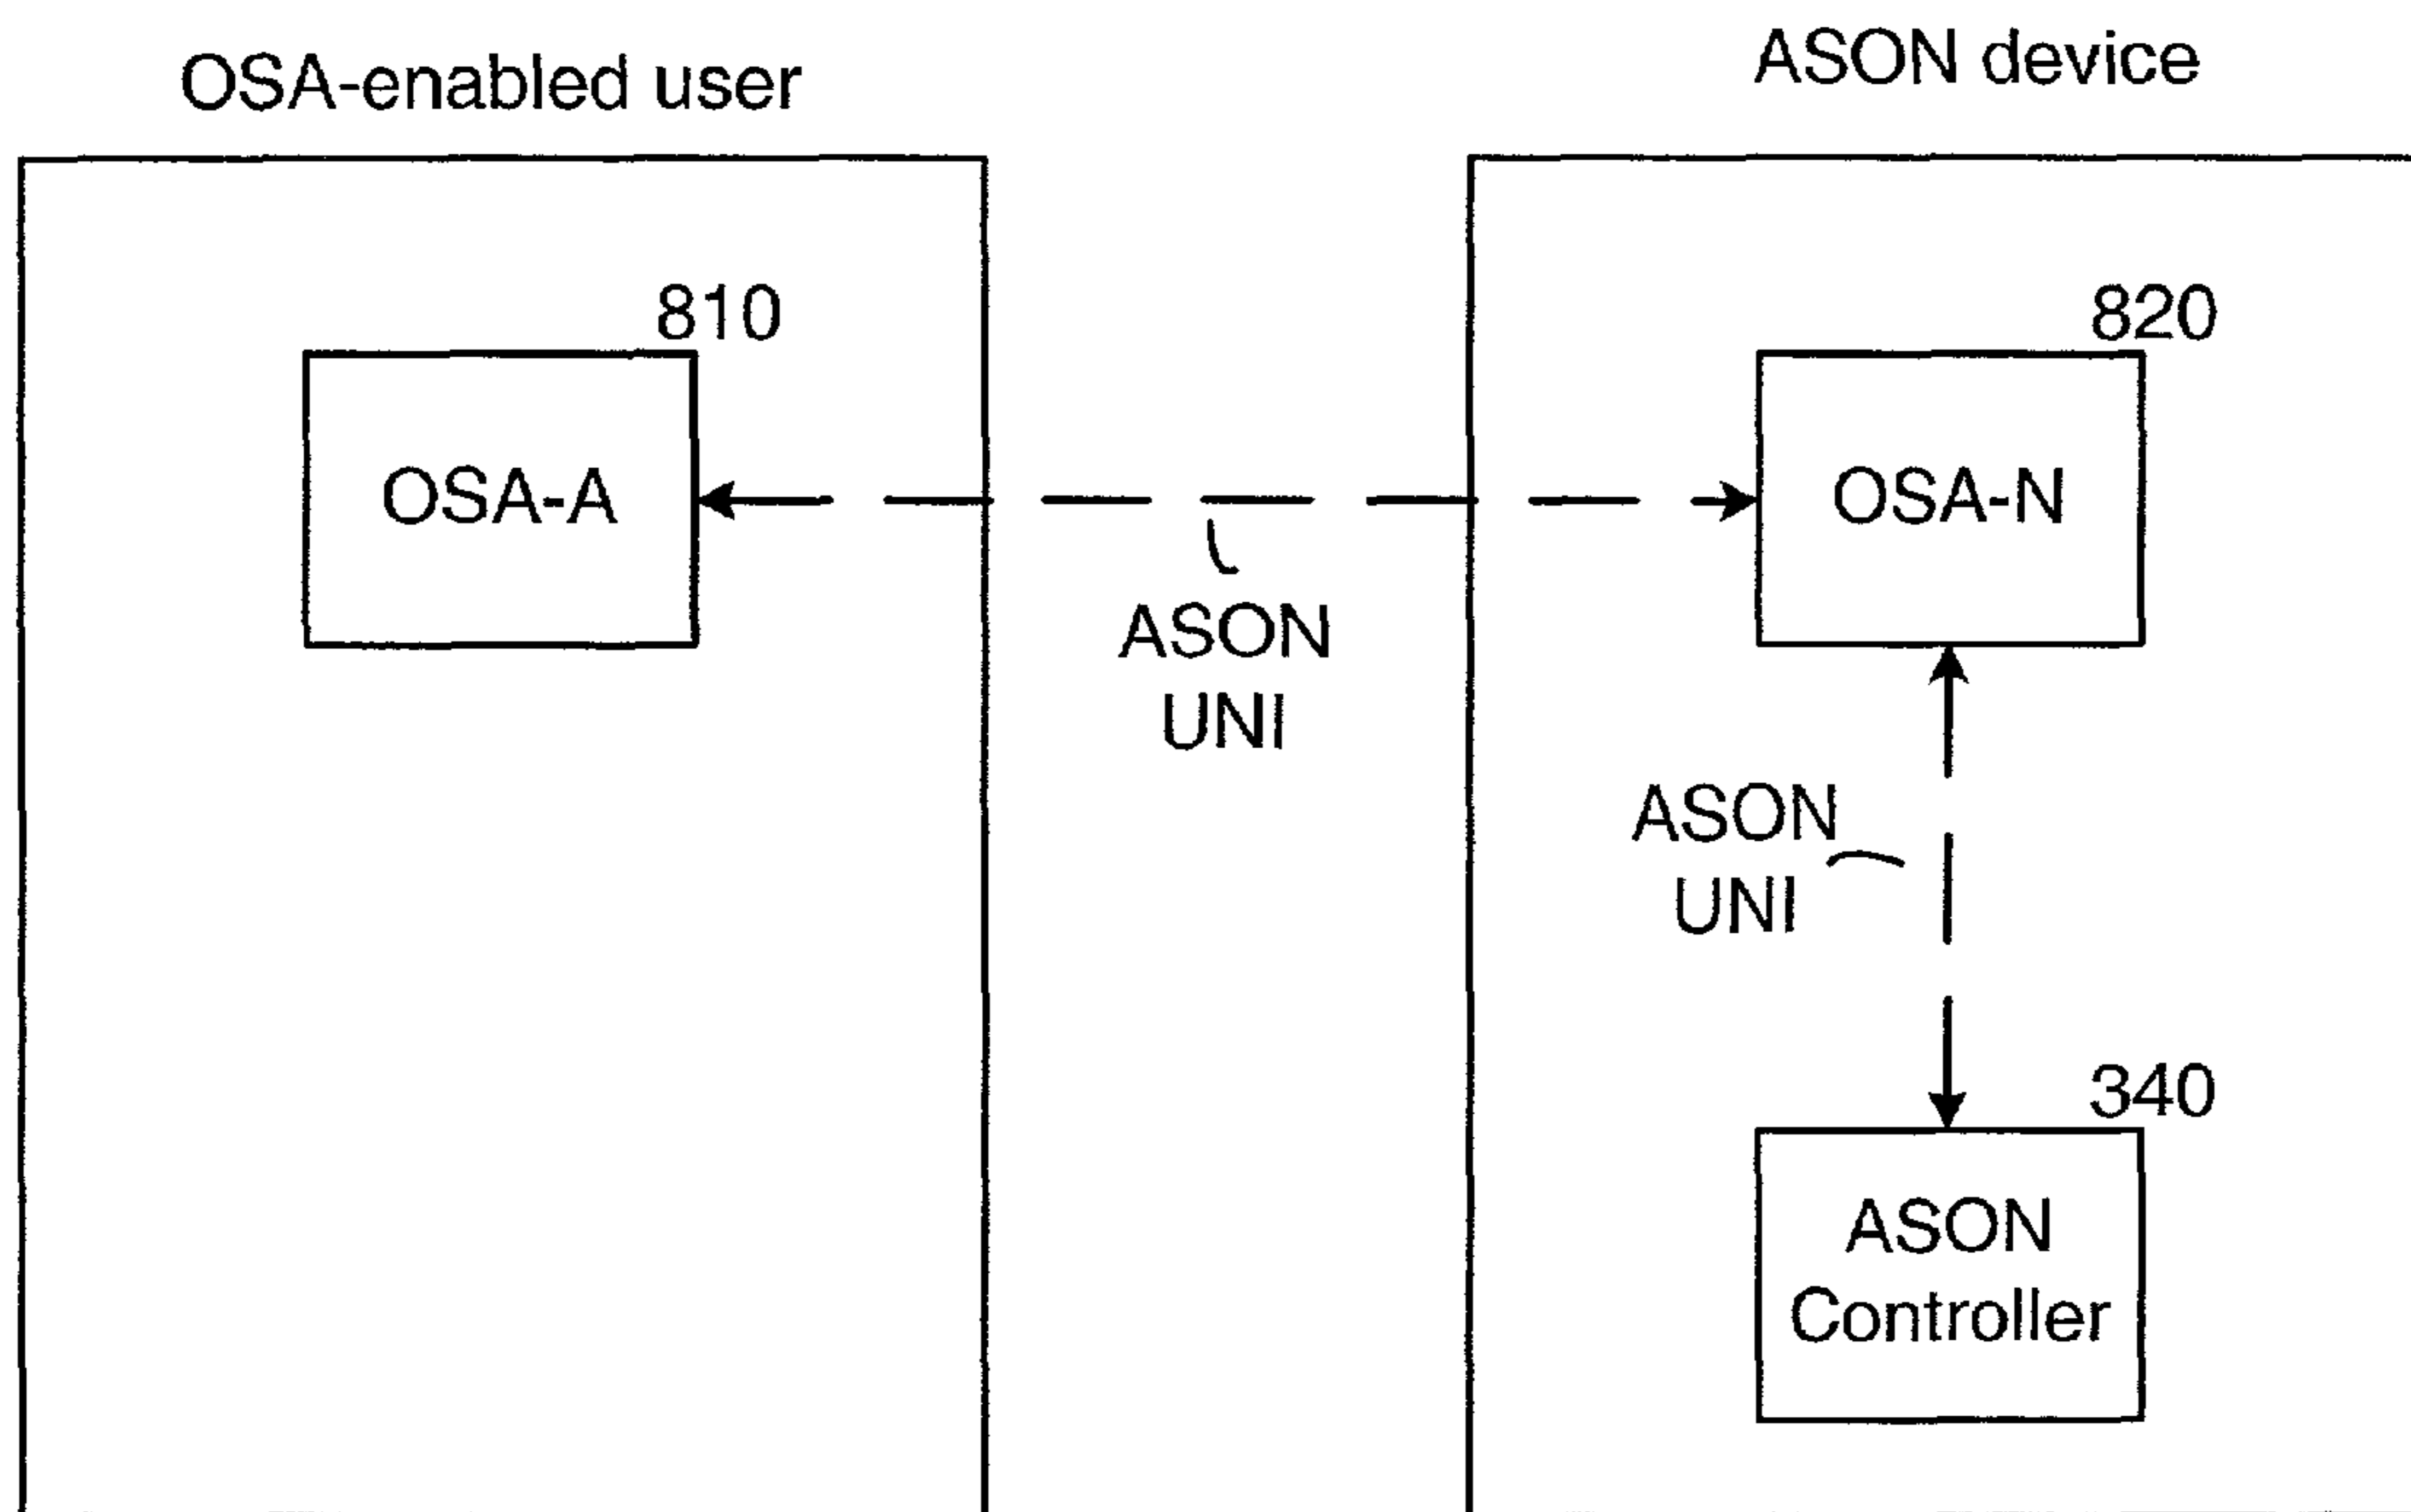 OSA-enabled user
ASON device
810
820
OSA-A
OSA-N
ASON
UNI
ASON
UNI
340
ASON
Controller